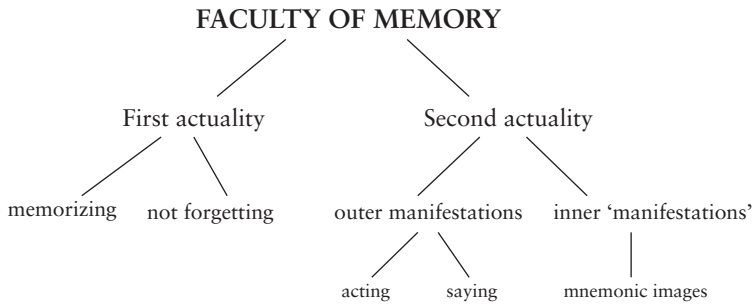 FACULTY OF MEMORY
First actuality
Second actuality
memorizing
not forgetting
outer manifestations
inner ‘manifestations’
acting
saying
mnemonic images